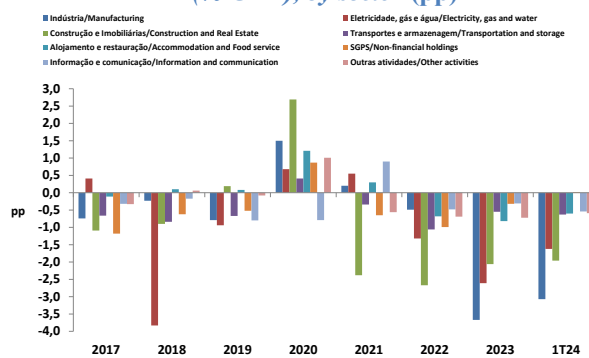 (% GDP), by sector (pp)
Indústria/Manufacturing
Eletricidade, gás e água/Electricity, gas and water
Construção e Imobiliárias/Construction and Real Estate
Transportes e armazenagem/Transportation and storage
Alojamento e restauração/Accommodation and Food service
SGPS/Non-financial holdings
Informação e comunicação/Information and communication
Outras atividades/Other activities
3,0
2,5
2,0
1,5
1,0
0,5
0,0
-0,5
-1,0
-1,5
-2,0
-2,5
-3,0
-3,5
-4,0
pp
2017 2018 2019 2020 2021 2022 2023 1T24